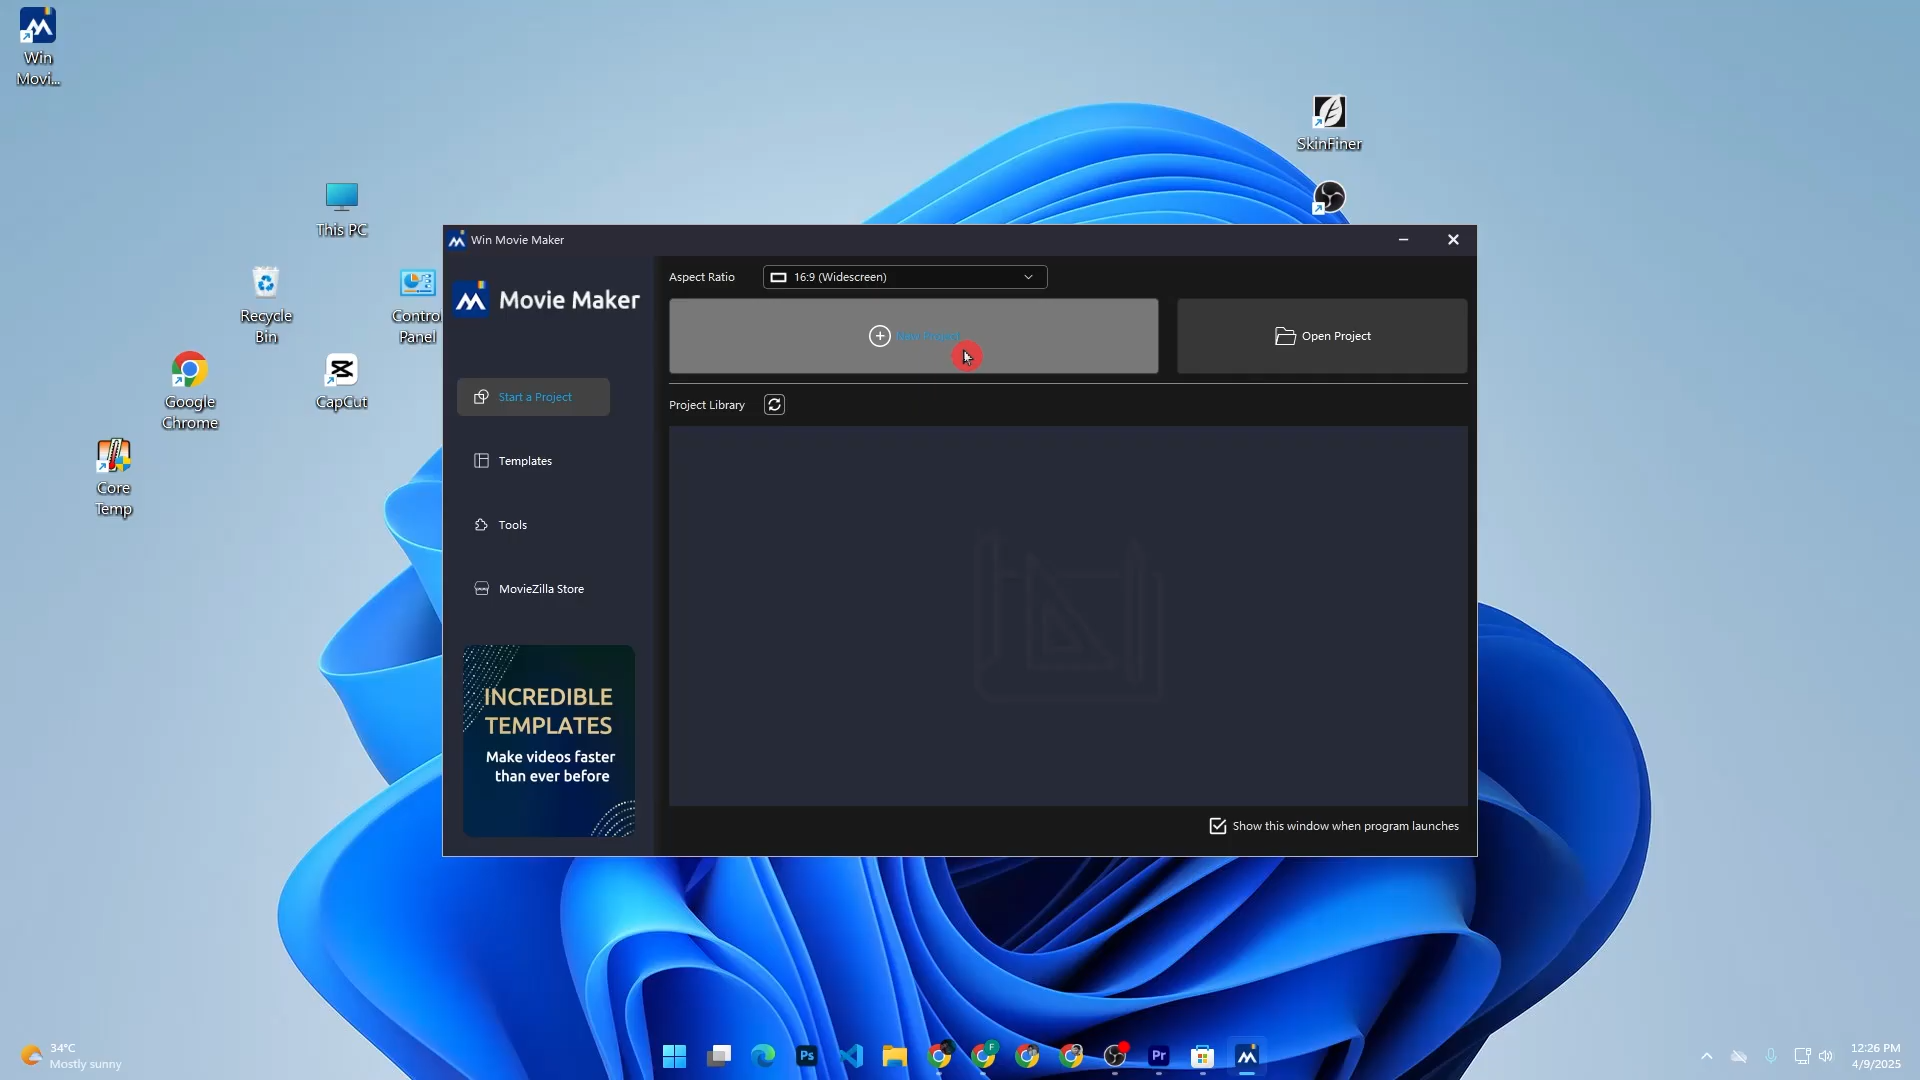 Win
Movi...
SkinFiner
This PC
Recycle
Bin
Contro
Panel
Google
Chrome
CapCut
Core
Temp
Win Movie Maker
Movie Maker
Aspect Ratio
16:9 (Widescreen)
New Project
Open Project
Start a Project
Project Library
Templates
Tools
MovieZilla Store
INCREDIBLE
TEMPLATES
Make videos faster
than ever before
Show this window when program launches
34°C
Mostly sunny
Ps
F
Pr
12:26 PM
4/9/2025